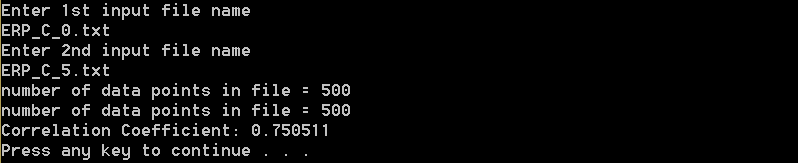 Enter 1st input file name
ERP_C_0.txt
Enter 2nd input file name
ERP_C_5.txt
number of data points in file = 500
number of data points in file = 500
Correlation Coefficient: 0.750511
Press any key to continue . . .